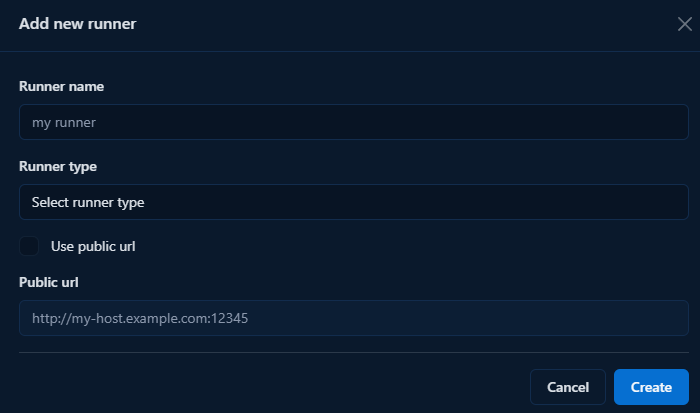 Add new runner
Runner name
my runner
Runner type
Select runner type
Use public url
Public url
http://my-host.example.com:12345
Cancel
Create